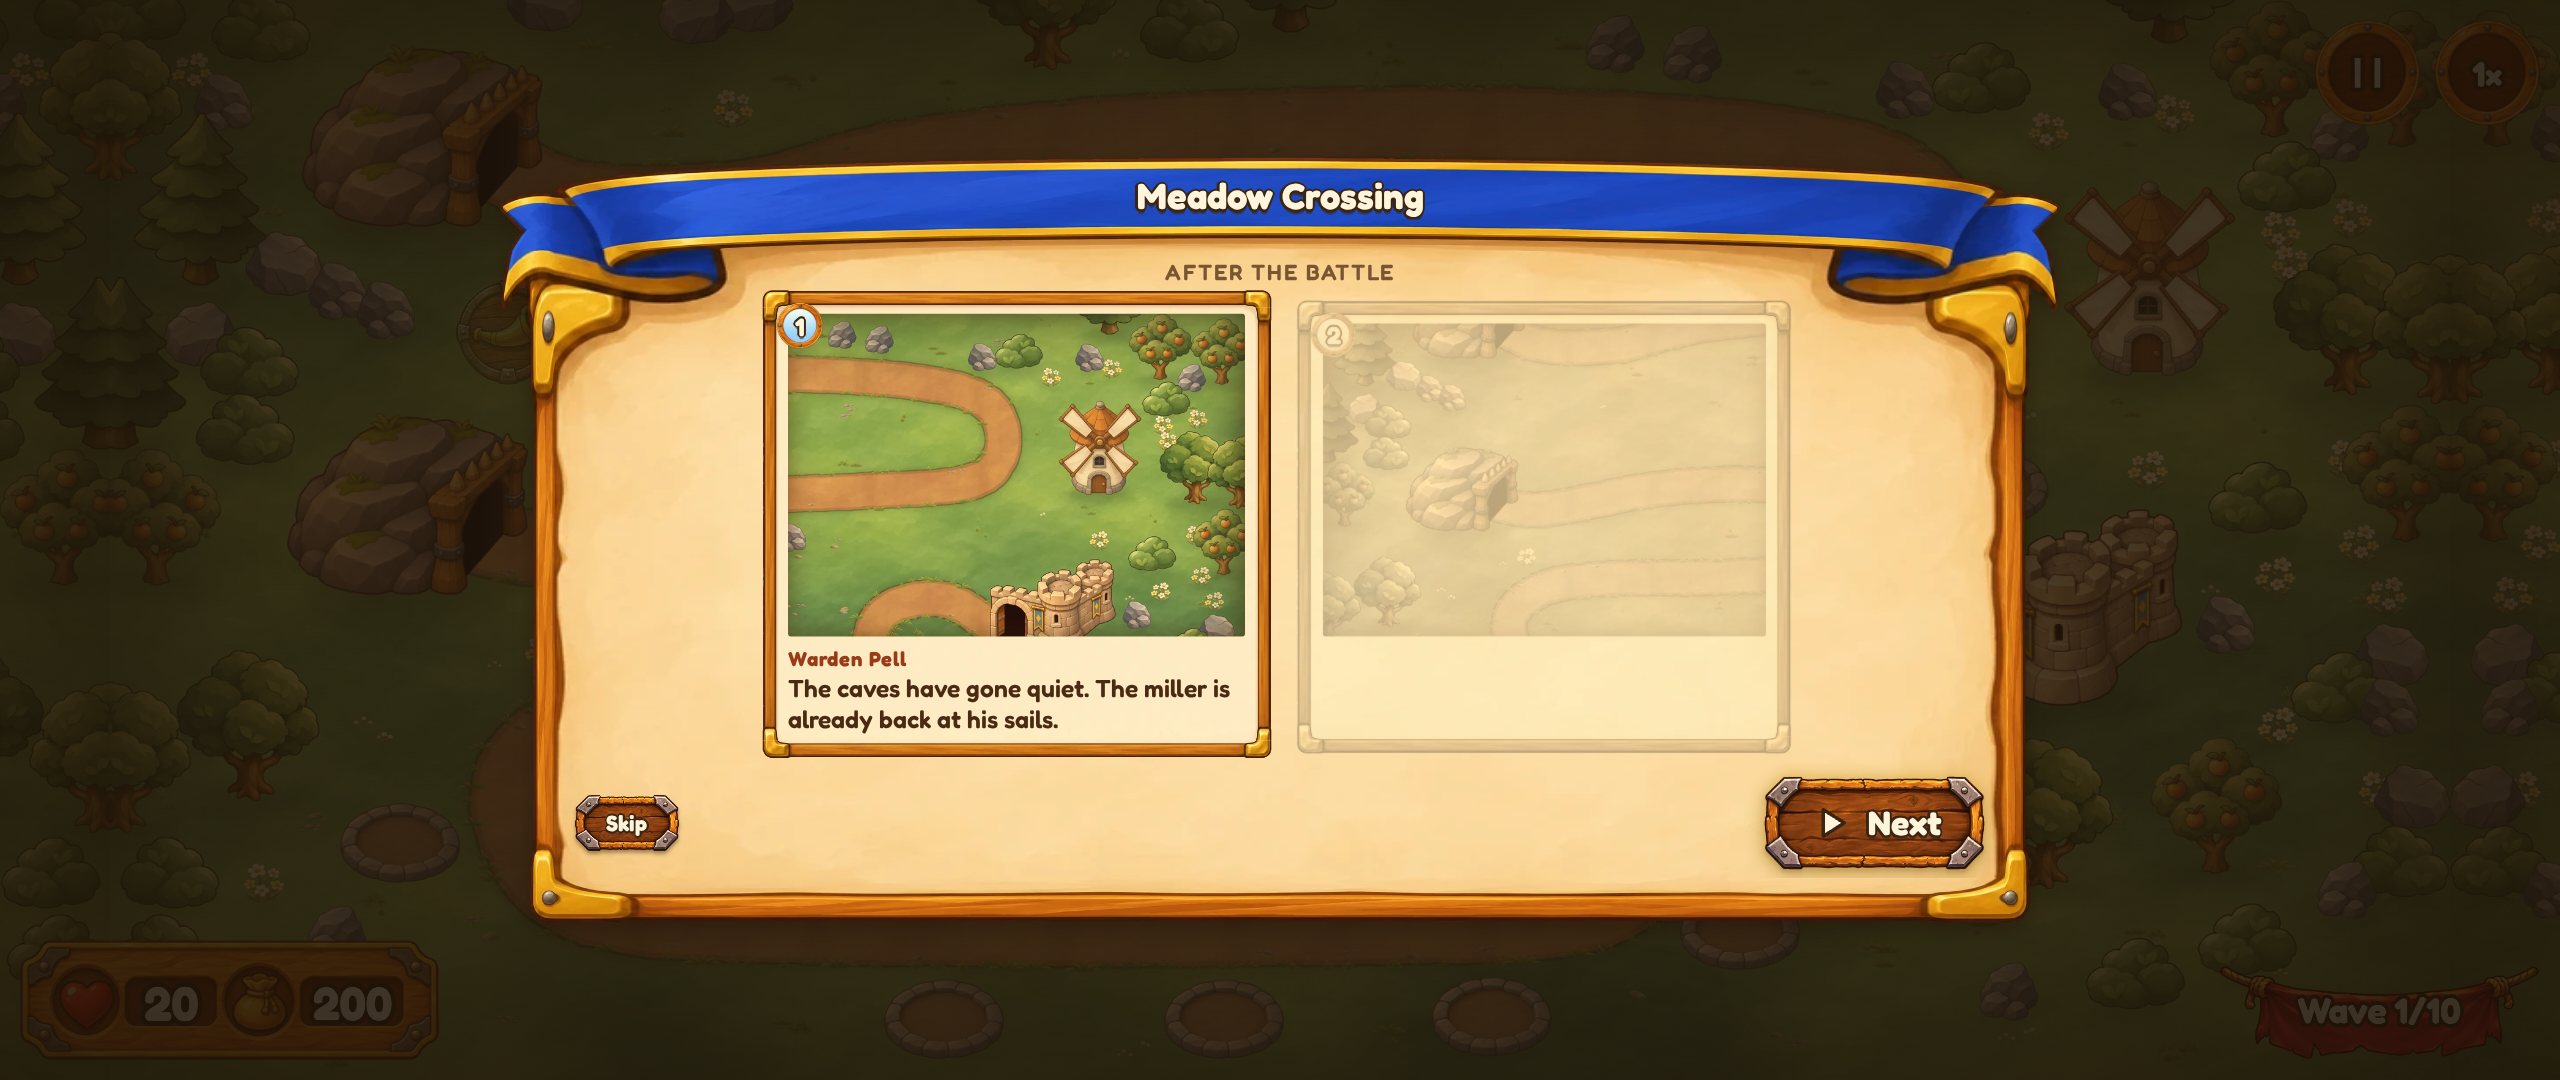 1x
Meadow Crossing
AFTER THE BATTLE
1
2
Warden Pell
The caves have gone quiet. The miller is
already back at his sails.
Skip
Next
20
200
Wave 1/10